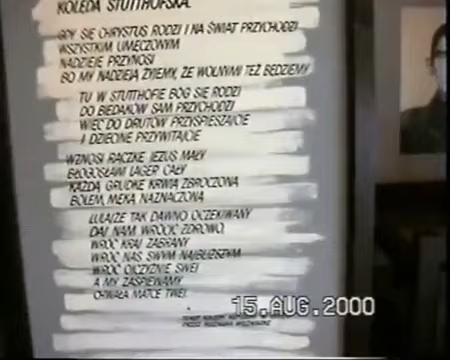 KOLĘDA STUTTHOFSKA.
GDY SIĘ CHRYSTUS RODZI I NA ŚWIAT PRZYCHODZI
WSZYSTKIM UMĘCZONYM
NADZIEJĘ PRZYNOSI
BO MY NADZIEJĄ ŻYJEMY, ŻE WOLNYMI TEŻ BĘDZIEMY
TU W STUTTHOFIE BÓG SIĘ RODZI
DO BIEDAKÓW SAM PRZYCHODZI
WIĘC DO DRUTÓW PRZYSPIESZAJCIE
I DZIECINĘ PRZYWITAJCIE
WZNOSI RĄCZKĘ JEZUS MAŁY
BŁOGOSŁAWI LAGER CAŁY
KAŻDĄ GRUDKĘ KRWIĄ ZBROCZONĄ
BÓLEM, MĘKĄ NAZNACZONĄ
LULAJŻE TAK DAWNO OCZEKIWANY
DAJ NAM WRÓCIĆ ZDROWO,
WRÓĆ KRAJ ZABRANY
WRÓĆ NAS SWYM NAJBLIŻSZYM
WRÓĆ OJCZYŹNIE SWEJ
A MY ZAŚPIEWAMY
CHWAŁA MATCE TWEJ.
15.AUG.2000